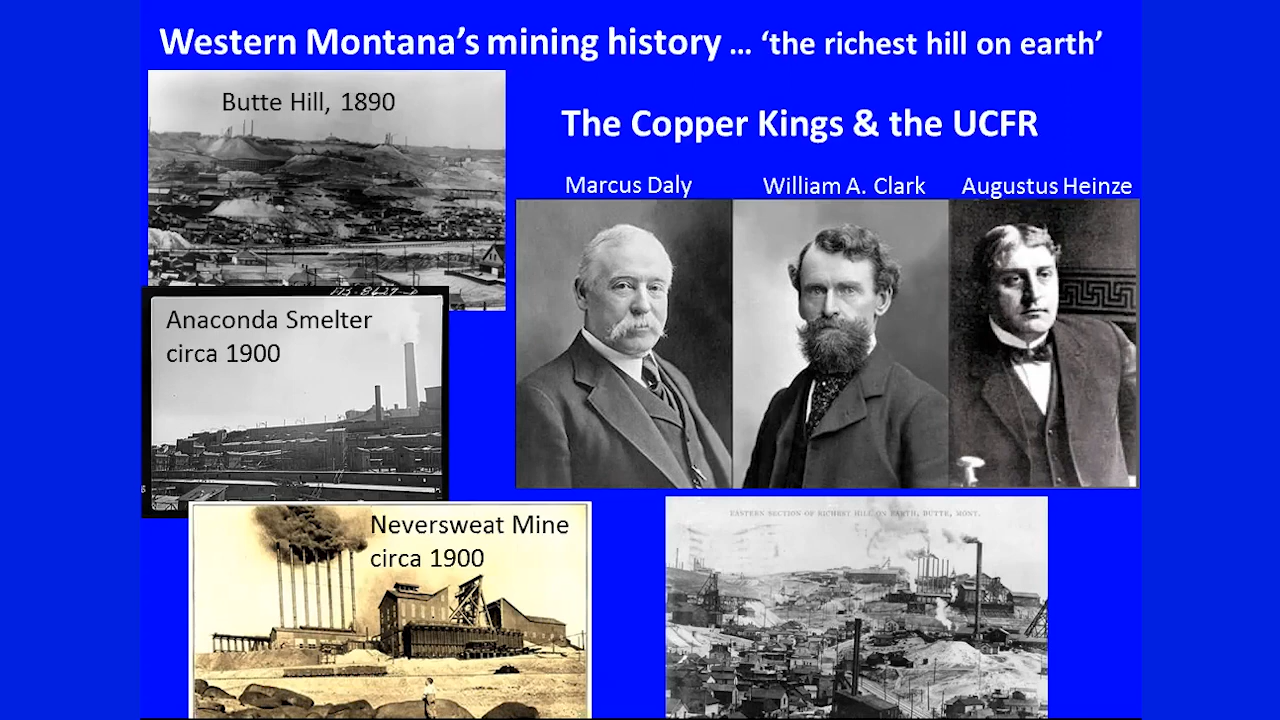 Western Montana’s mining history … ‘the richest hill on earth’
Butte Hill, 1890
The Copper Kings & the UCFR
Marcus Daly
William A. Clark
Augustus Heinze
Anaconda Smelter
circa 1900
Neversweat Mine
circa 1900
EASTERN SECTION OF RICHEST HILL ON EARTH, BUTTE, MONT.